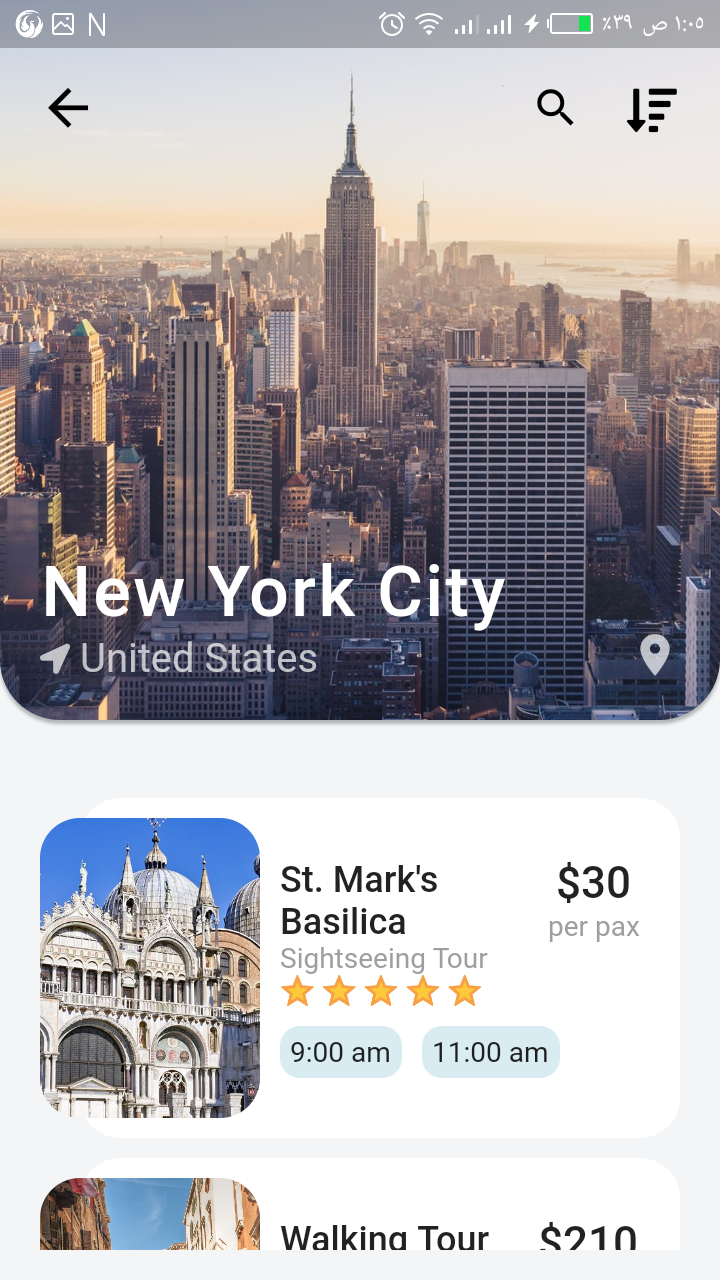 N ٪٣٩ ١:٠٥ ص
New York City
United States
St. Mark's $30
Basilica
per pax
Sightseeing Tour
9:00 am 11:00 am
Walking Tour $210